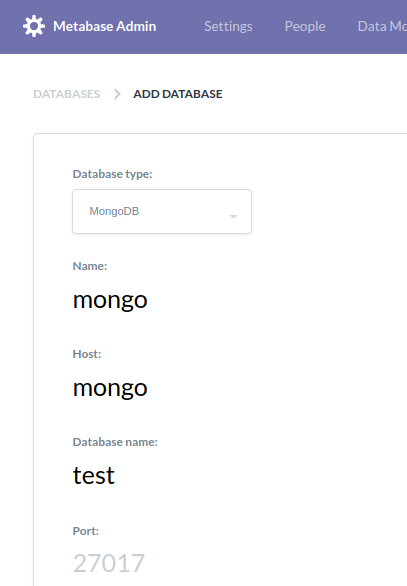 Metabase Admin Settings People Data Mo
DATABASES ADD DATABASE
Database type:
MongoDB
Name:
mongo
Host:
mongo
Database name:
test
Port:
27017